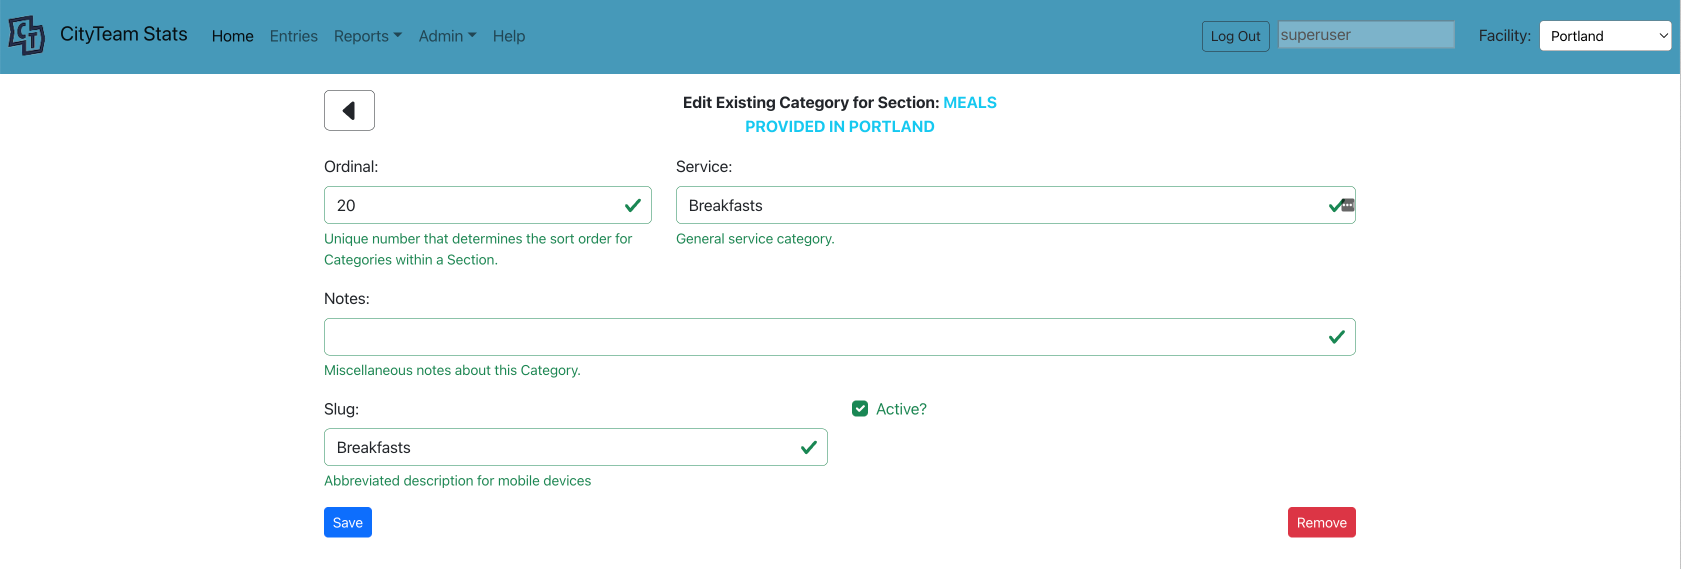 CT CityTeam Stats Home Entries Reports Admin Help Log Out superuser Facility: Portland
Edit Existing Category for Section: MEALS
PROVIDED IN PORTLAND
Ordinal: Service:
20 Breakfasts
Unique number that determines the sort order for General service category.
Categories within a Section.
Notes:
Miscellaneous notes about this Category.
Slug: Active?
Breakfasts
Abbreviated description for mobile devices
Save Remove